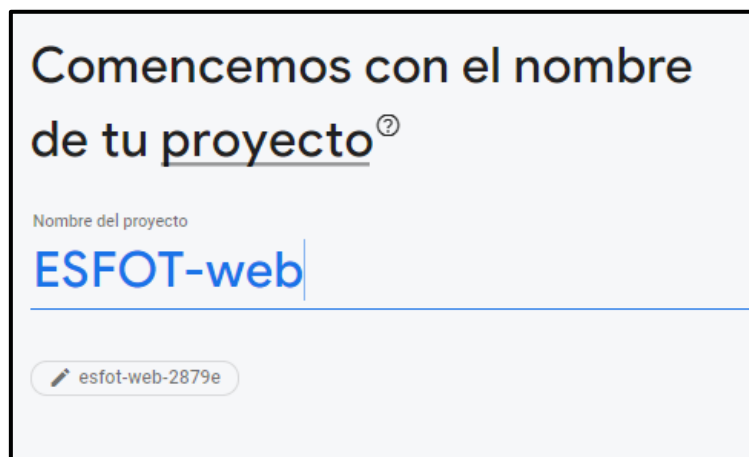 Comencemos con el nombre
de tu proyecto
Nombre del proyecto
ESFOT-web
esfot-web-2879e